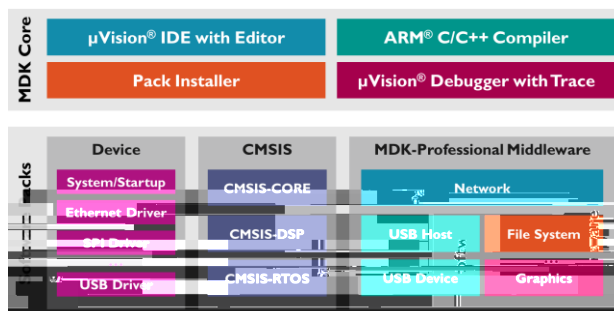 MDK Core
µVision® IDE with Editor
ARM® C/C++ Compiler
Pack Installer
µVision® Debugger with Trace
Device
CMSIS
MDK-Professional Middleware
System/Startup
CMSIS-CORE
Network
Ethernet Driver
SPI Driver
CMSIS-DSP
USB Host
File System
USB Driver
CMSIS-RTOS
USB Device
Graphics